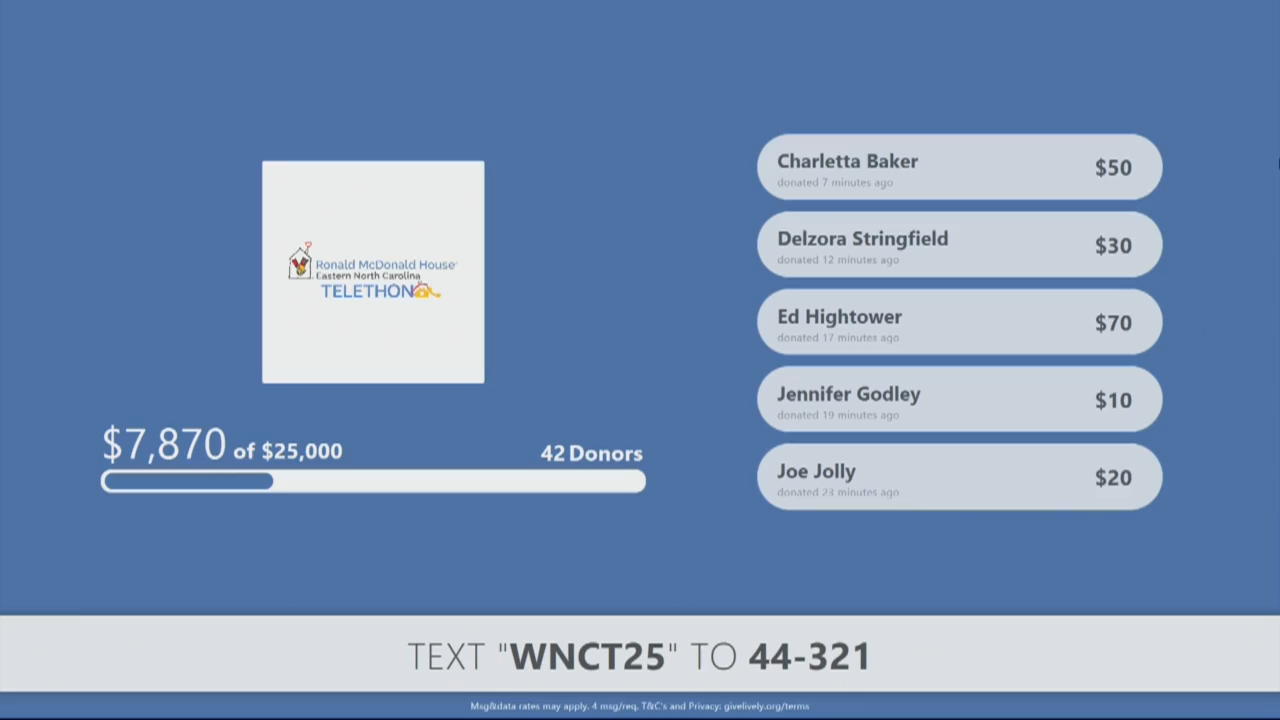 Ronald McDonald House
Eastern North Carolina
TELETHON
$7,870 of $25,000
42 Donors
Charletta Baker
donated 7 minutes ago
$50
Delzora Stringfield
donated 12 minutes ago
$30
Ed Hightower
donated 17 minutes ago
$70
Jennifer Godley
donated 19 minutes ago
$10
Joe Jolly
donated 23 minutes ago
$20
TEXT "WNCT25" TO 44-321
Msg&data rates may apply. 4 msg/req. T&C's and Privacy: givelively.org/terms